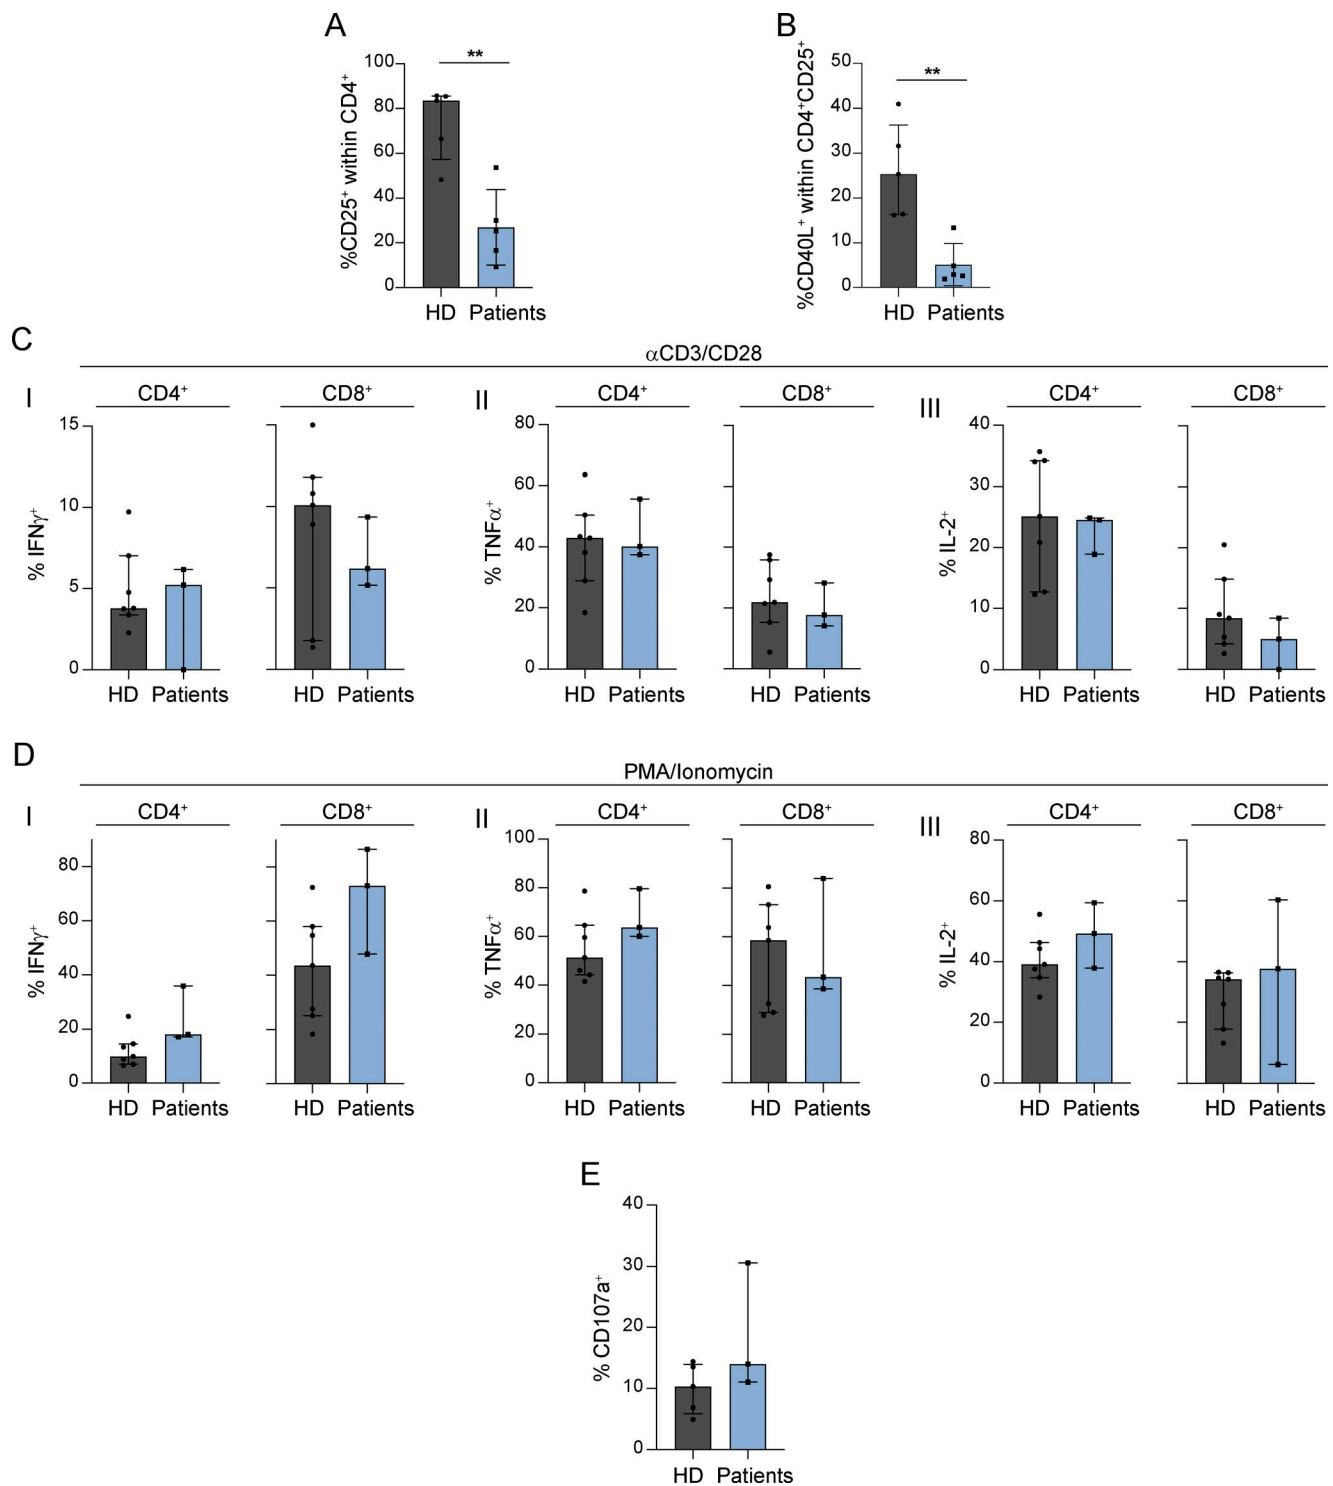 A
B
%CD25⁺ within CD4⁺
100
80
60
40
20
0
**
HD Patients
%CD40L⁺ within CD4⁺CD25⁺
50
40
30
20
10
0
**
HD Patients
C
αCD3/CD28
I
CD4⁺
CD8⁺
% IFNγ⁺
15
10
5
0
HD Patients
HD Patients
II
CD4⁺
CD8⁺
% TNFα⁺
80
60
40
20
0
HD Patients
HD Patients
III
CD4⁺
CD8⁺
% IL-2⁺
40
30
20
10
0
HD Patients
HD Patients
D
PMA/Ionomycin
I
CD4⁺
CD8⁺
% IFNγ⁺
80
60
40
20
0
HD Patients
HD Patients
II
CD4⁺
CD8⁺
% TNFα⁺
100
80
60
40
20
0
HD Patients
HD Patients
III
CD4⁺
CD8⁺
% IL-2⁺
80
60
40
20
0
HD Patients
HD Patients
E
% CD107a⁺
40
30
20
10
0
HD Patients